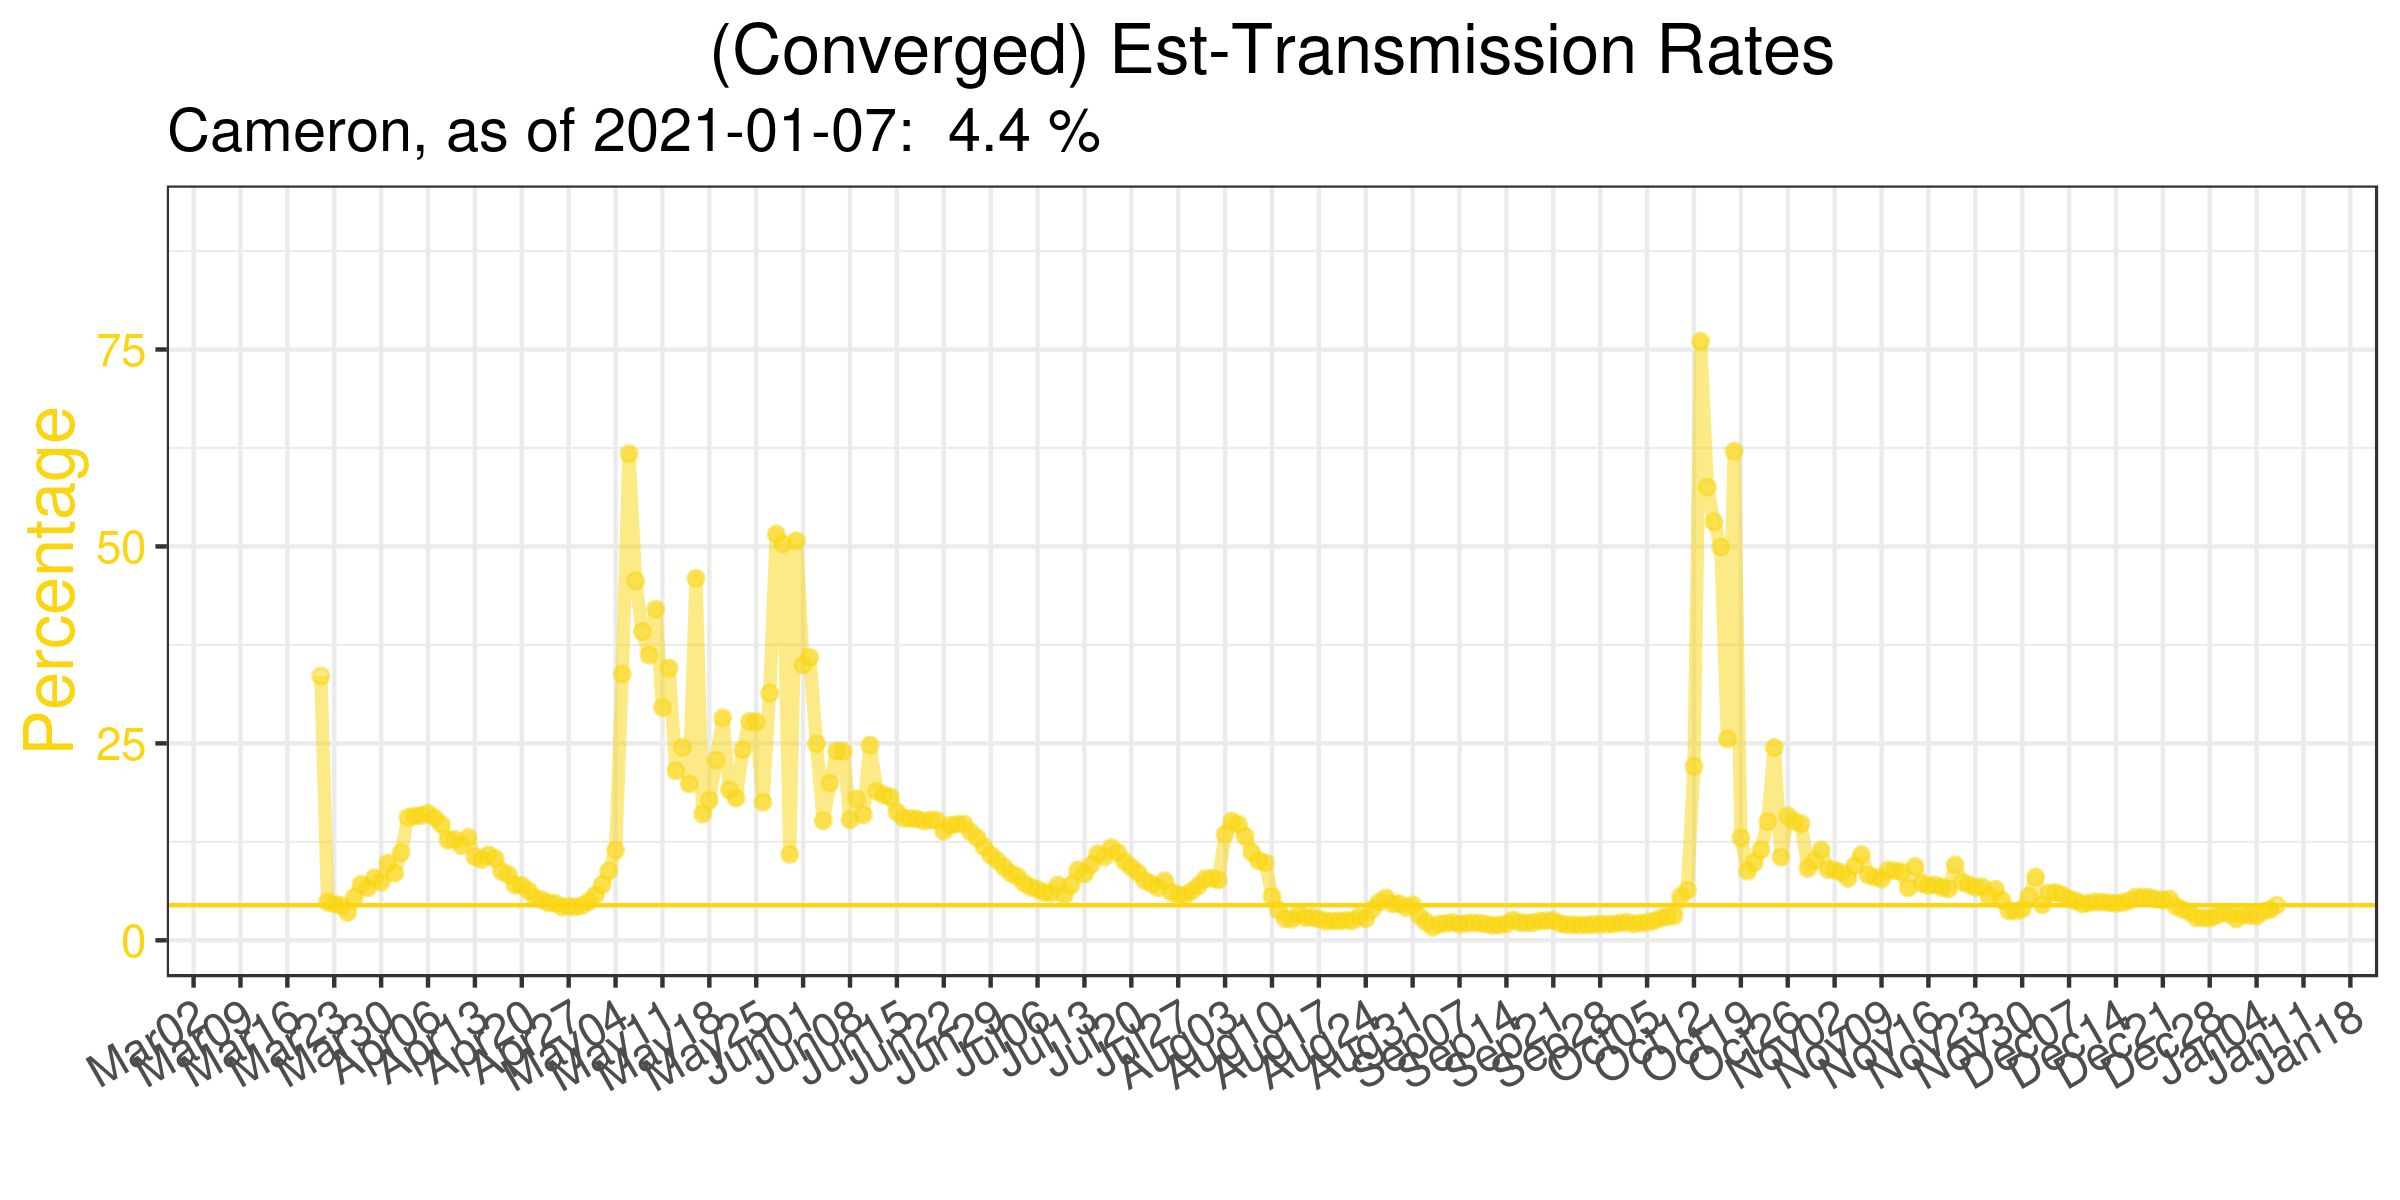 (Converged) Est-Transmission Rates
Cameron, as of 2021-01-07:  4.4 %
Percentage
75
50
25
0
Mar02
Mar09
Mar16
Mar23
Mar30
Apr06
Apr13
Apr20
Apr27
May04
May11
May18
May25
Jun01
Jun08
Jun15
Jun22
Jun29
Jul06
Jul13
Jul20
Jul27
Aug03
Aug10
Aug17
Aug24
Aug31
Sep07
Sep14
Sep21
Sep28
Oct05
Oct12
Oct19
Oct26
Nov02
Nov09
Nov16
Nov23
Nov30
Dec07
Dec14
Dec21
Dec28
Jan04
Jan11
Jan18